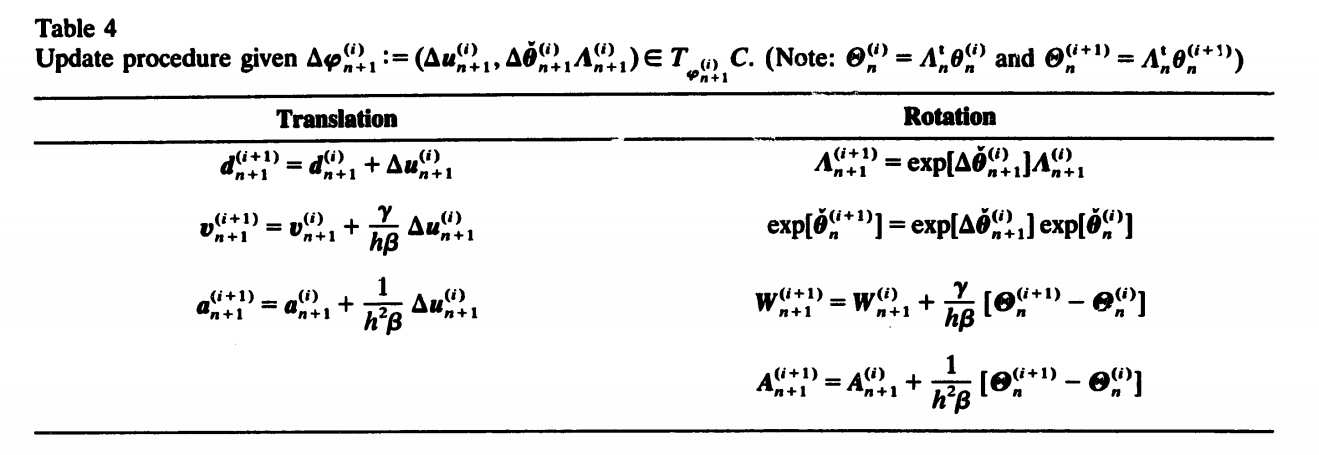 Table 4
Update procedure given $\Delta\varphi_{n+1}^{(i)} := (\Delta u_{n+1}^{(i)}, \Delta\check{\theta}_{n+1}^{(i)} \Lambda_{n+1}^{(i)}) \in T_{\varphi_{n+1}^{(i)}} C$. (Note: $\Theta_n^{(i)} = \Lambda_n^t \theta_n^{(i)}$ and $\Theta_n^{(i+1)} = \Lambda_n^t \theta_n^{(i+1)}$)
Translation Rotation
$d_{n+1}^{(i+1)} = d_{n+1}^{(i)} + \Delta u_{n+1}^{(i)}$ $\Lambda_{n+1}^{(i+1)} = \exp[\Delta\check{\theta}_{n+1}^{(i)}] \Lambda_{n+1}^{(i)}$
$v_{n+1}^{(i+1)} = v_{n+1}^{(i)} + \frac{\gamma}{h\beta} \Delta u_{n+1}^{(i)}$ $\exp[\check{\theta}_n^{(i+1)}] = \exp[\Delta\check{\theta}_{n+1}^{(i)}] \exp[\check{\theta}_n^{(i)}]$
$a_{n+1}^{(i+1)} = a_{n+1}^{(i)} + \frac{1}{h^2\beta} \Delta u_{n+1}^{(i)}$ $W_{n+1}^{(i+1)} = W_{n+1}^{(i)} + \frac{\gamma}{h\beta} [\Theta_n^{(i+1)} - \Theta_n^{(i)}]$
$A_{n+1}^{(i+1)} = A_{n+1}^{(i)} + \frac{1}{h^2\beta} [\Theta_n^{(i+1)} - \Theta_n^{(i)}]$